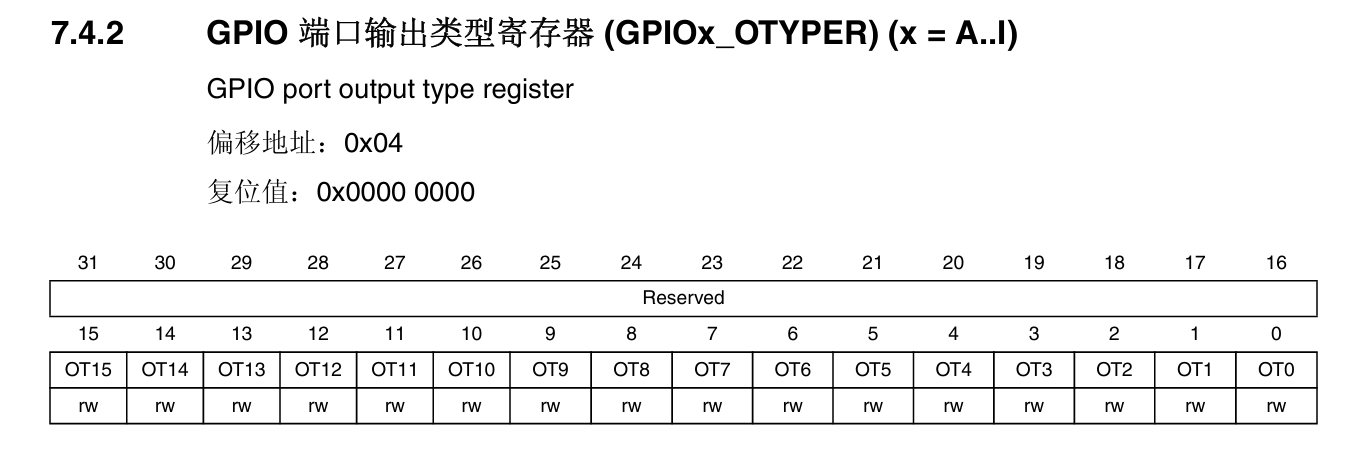 7.4.2 GPIO 端口输出类型寄存器 (GPIOx_OTYPER) (x = A..I)
GPIO port output type register
偏移地址：0x04
复位值：0x0000 0000
31 30 29 28 27 26 25 24 23 22 21 20 19 18 17 16
Reserved
15 14 13 12 11 10 9 8 7 6 5 4 3 2 1 0
OT15 OT14 OT13 OT12 OT11 OT10 OT9 OT8 OT7 OT6 OT5 OT4 OT3 OT2 OT1 OT0
rw rw rw rw rw rw rw rw rw rw rw rw rw rw rw rw